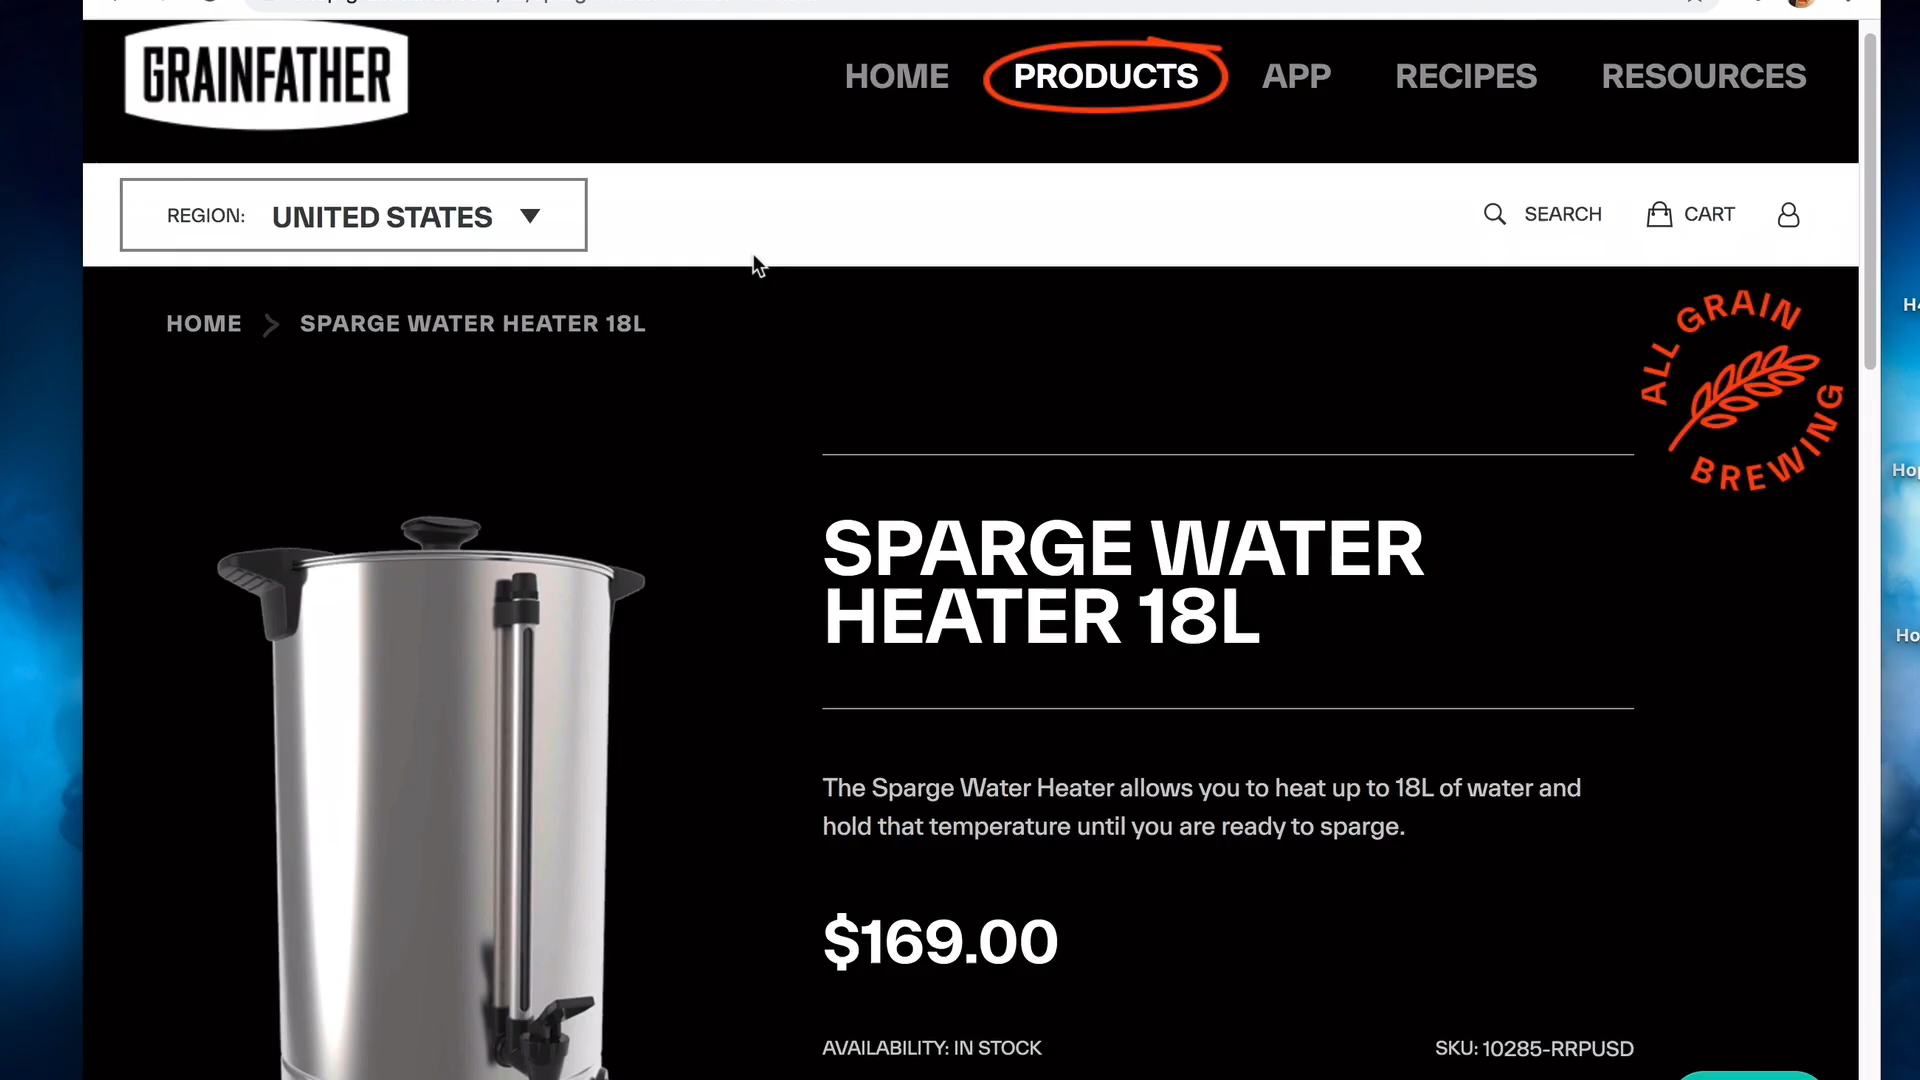 GRAINFATHER
HOME PRODUCTS APP RECIPES RESOURCES
REGION: UNITED STATES
SEARCH CART
HOME SPARGE WATER HEATER 18L
ALL GRAIN BREWING
SPARGE WATER
HEATER 18L
The Sparge Water Heater allows you to heat up to 18L of water and
hold that temperature until you are ready to sparge.
$169.00
AVAILABILITY: IN STOCK SKU: 10285-RRPUSD